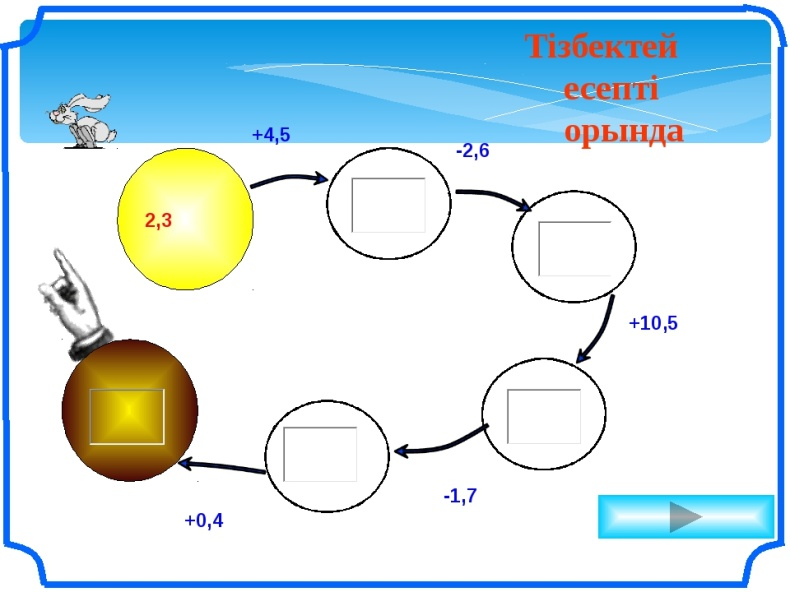 Тізбектей
есепті
орында
+4,5
-2,6
2,3
+10,5
-1,7
+0,4